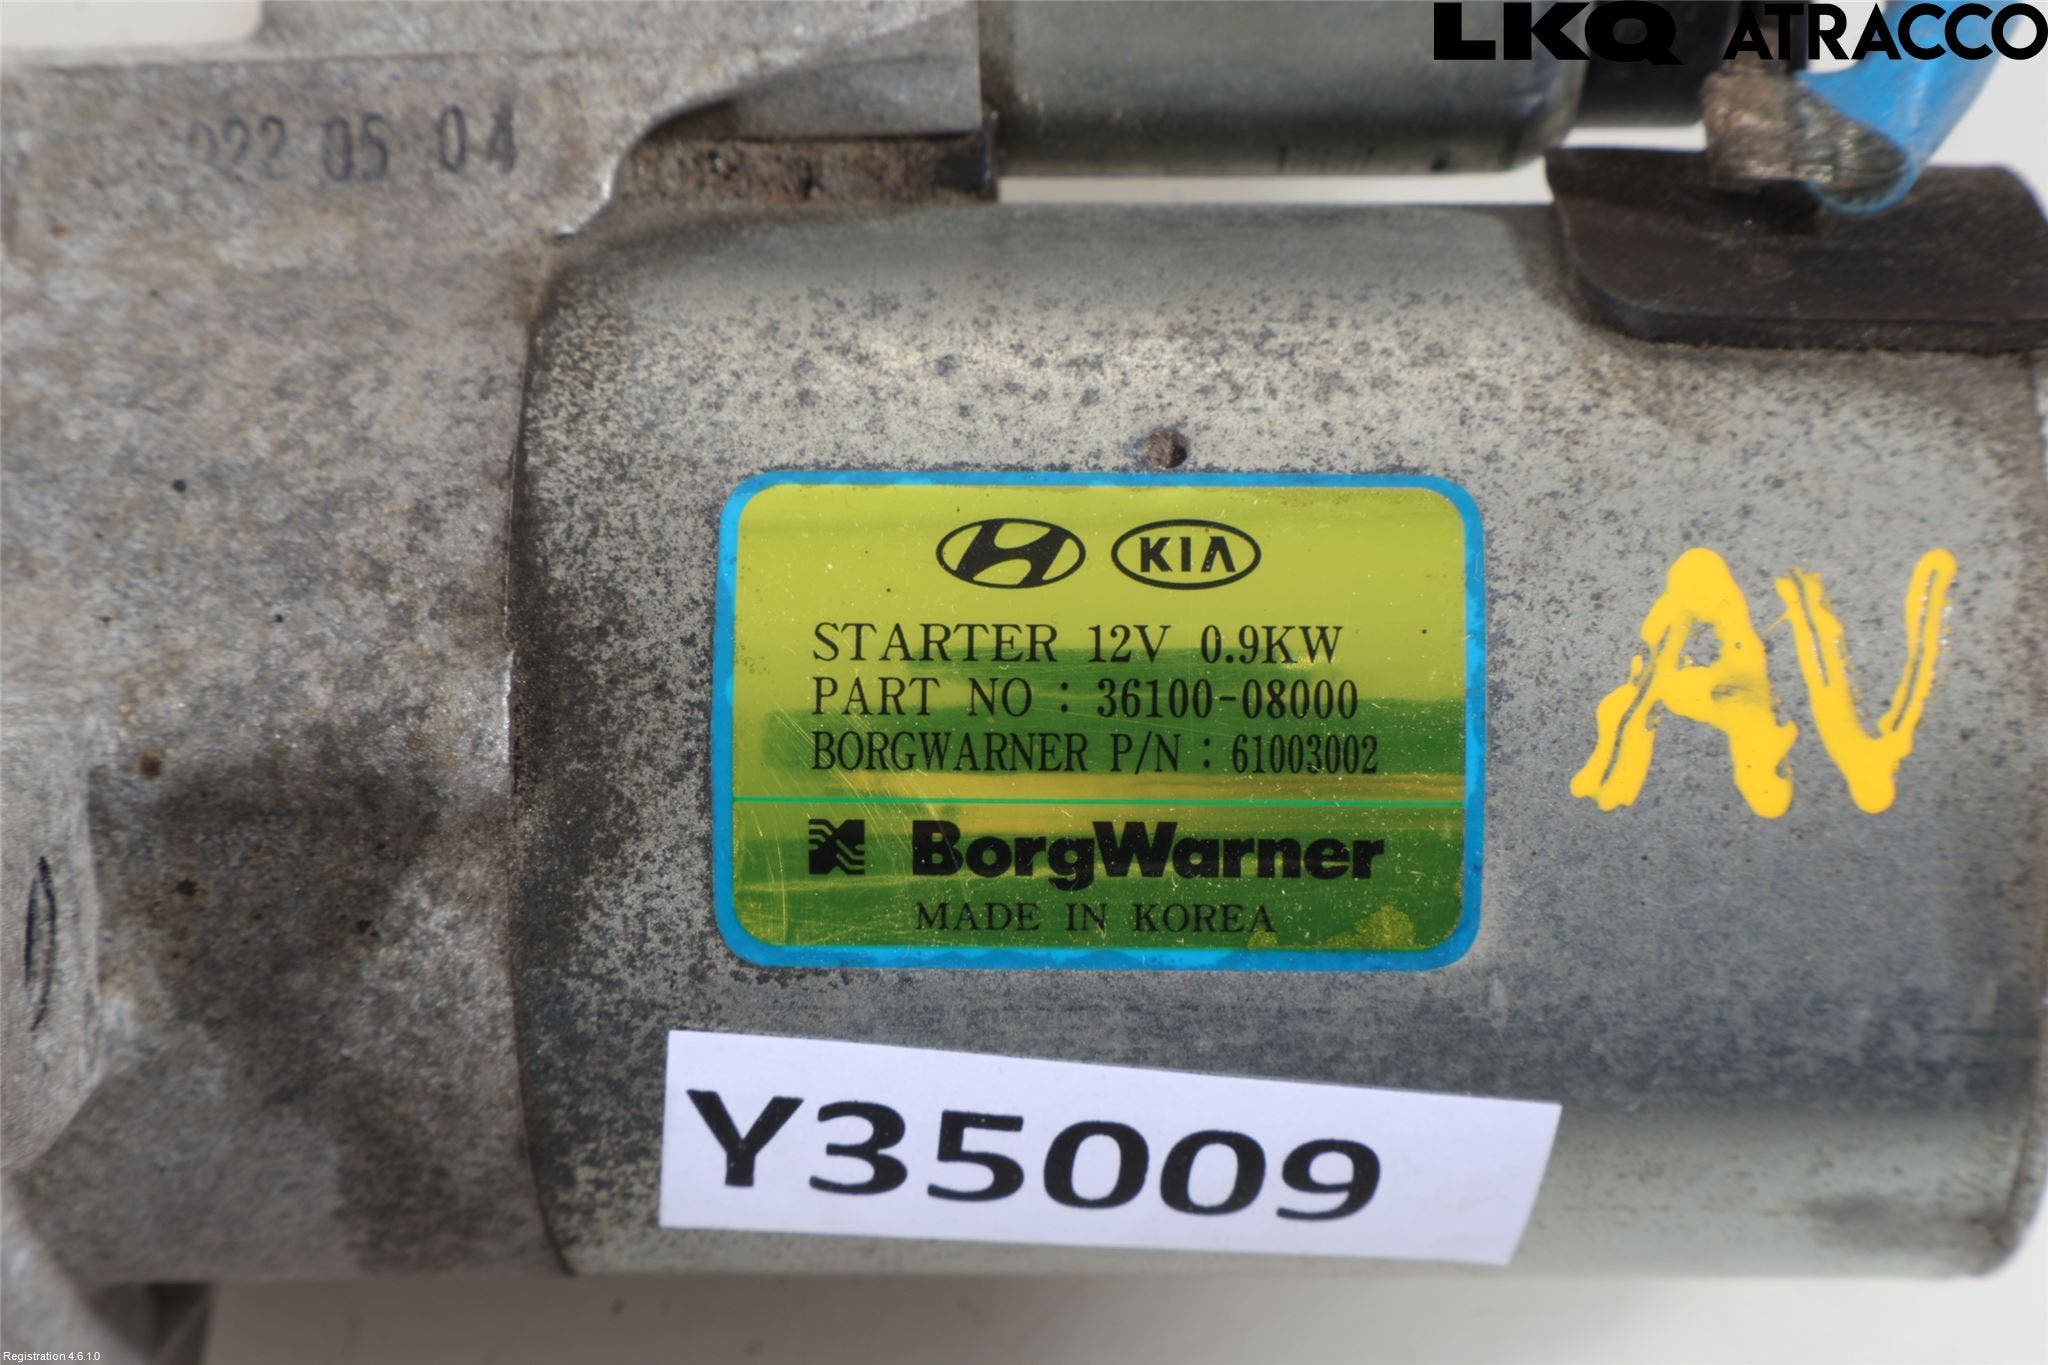 LKQ ATRACCO
022 05 04
KIA
STARTER 12V 0.9KW
PART NO : 36100-08000
BORGWARNER P/N : 61003002
BorgWarner
MADE IN KOREA
AV
Y35009
Registration 4.6.1.0